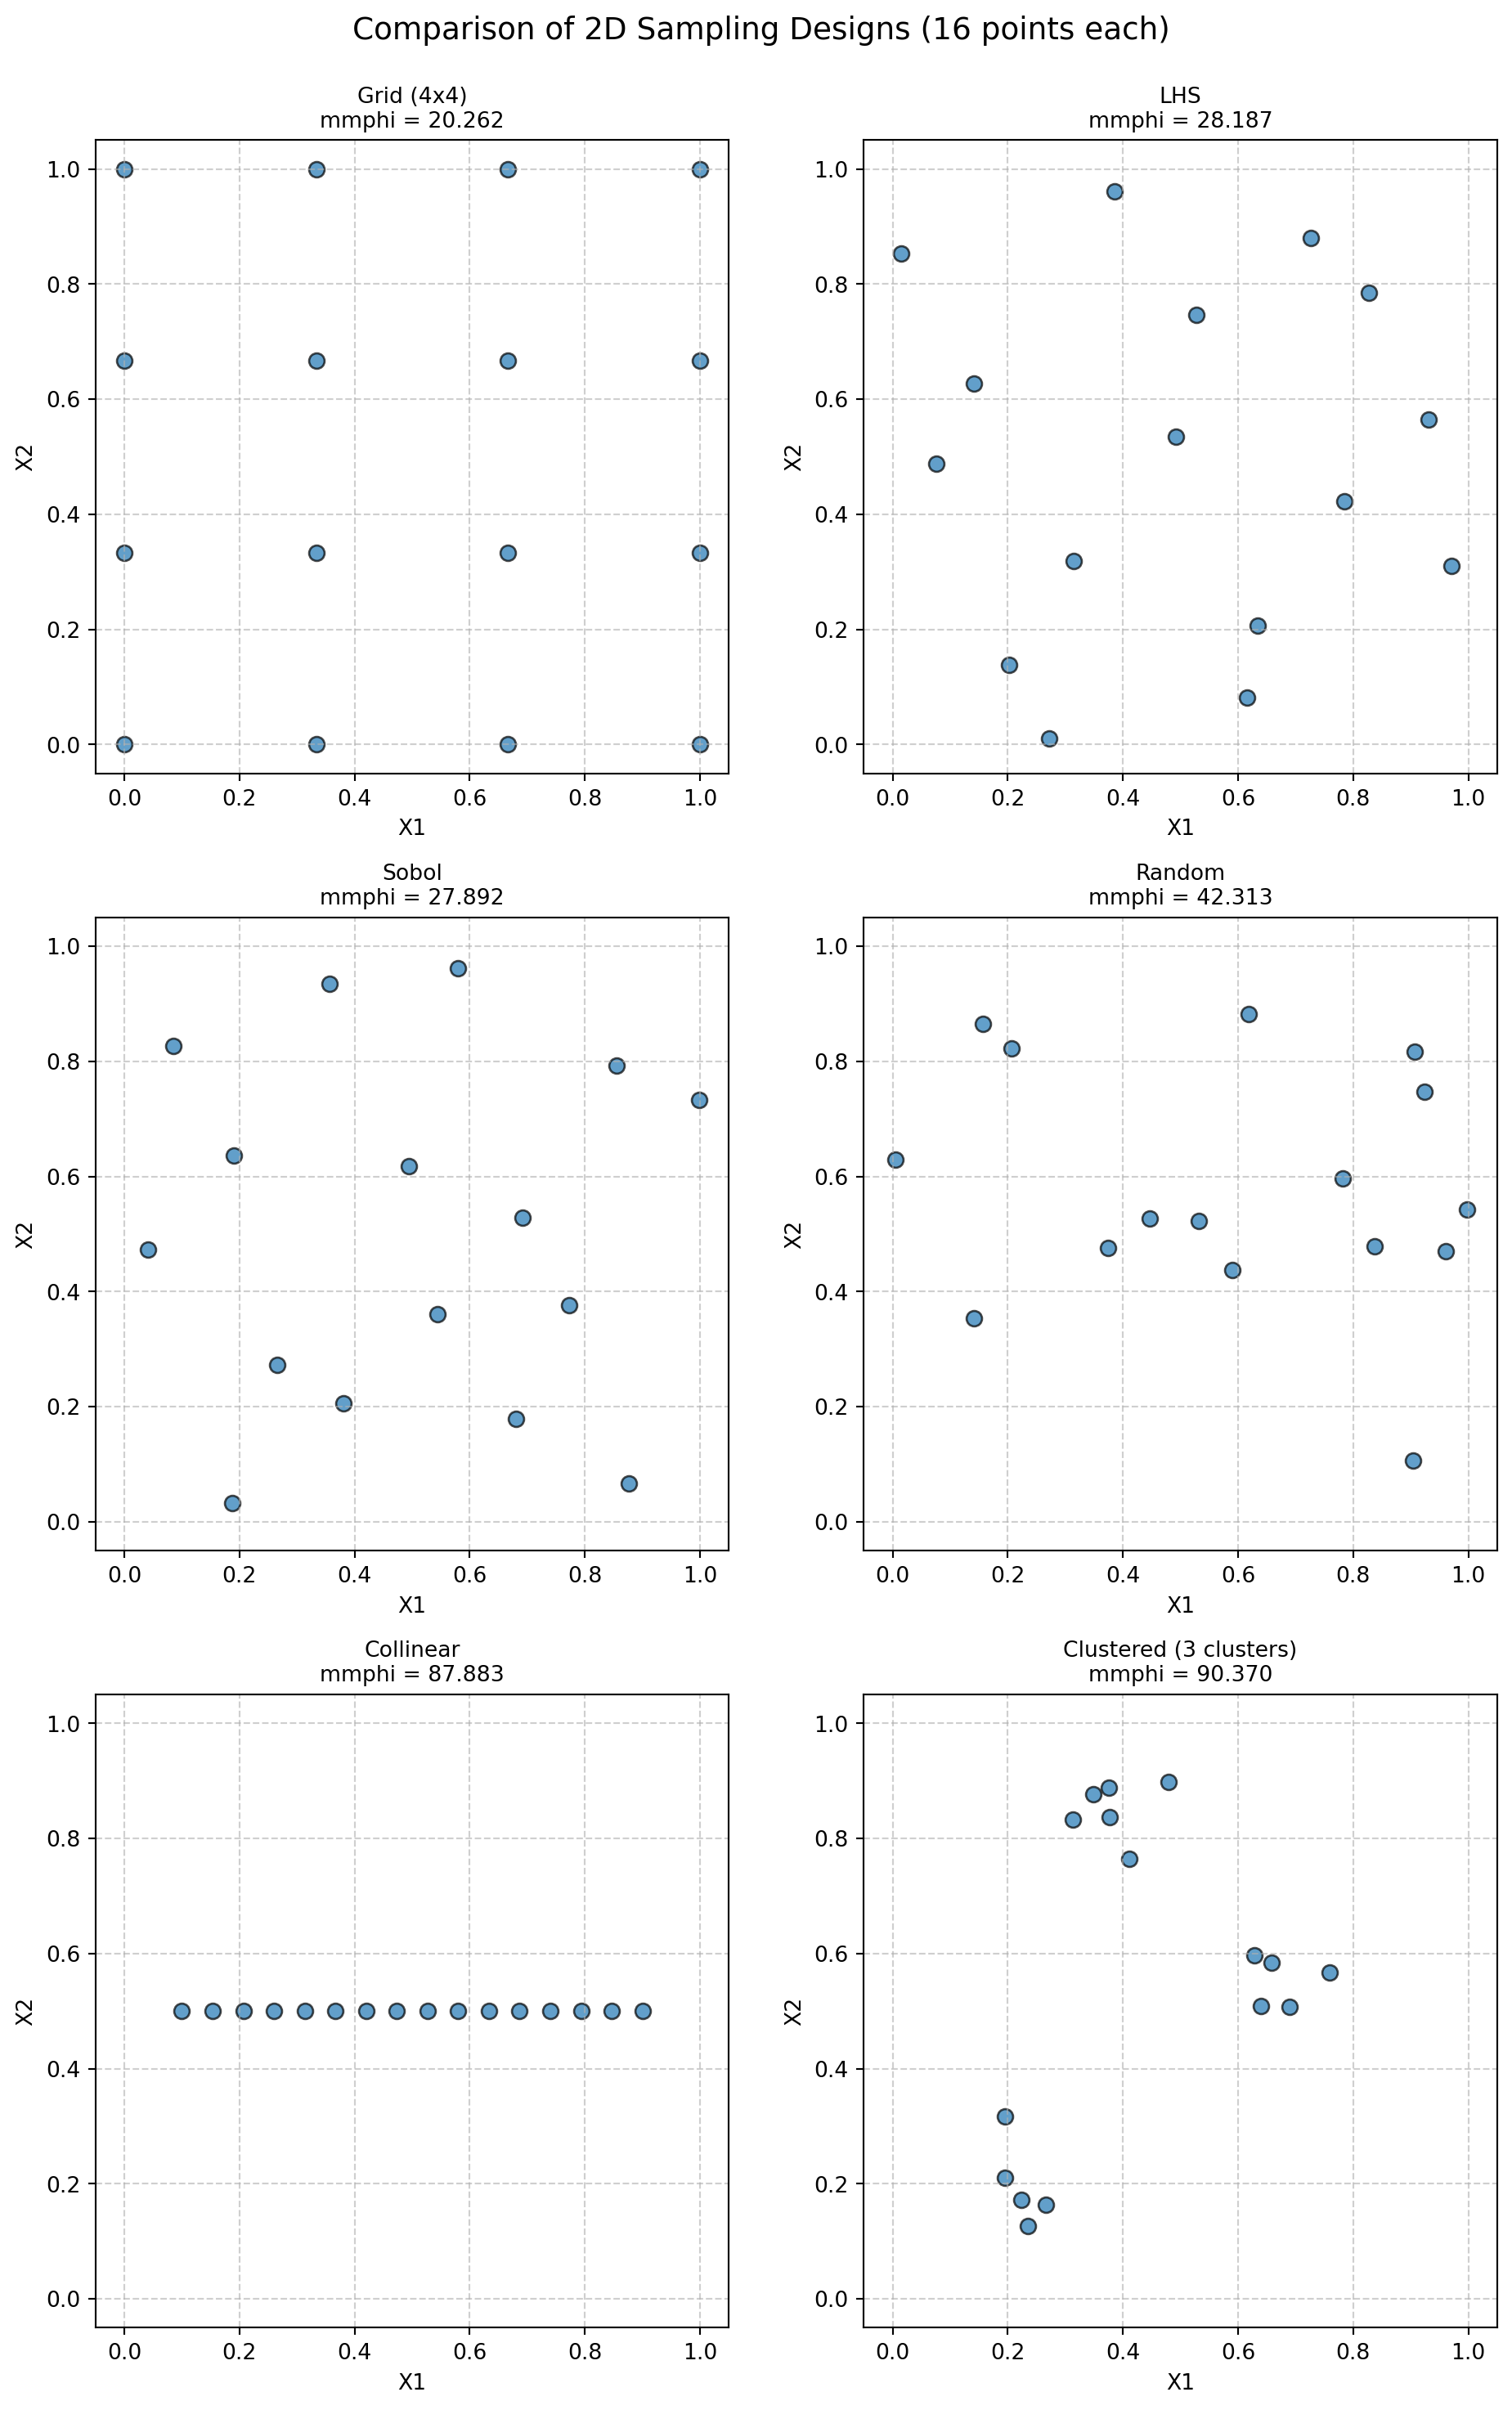 Comparison of 2D Sampling Designs (16 points each)
Grid (4x4)
mmphi = 20.262
1.0
0.8
0.6
0.4
0.2
0.0
X2
0.0 0.2 0.4 0.6 0.8 1.0
X1
LHS
mmphi = 28.187
1.0
0.8
0.6
0.4
0.2
0.0
X2
0.0 0.2 0.4 0.6 0.8 1.0
X1
Sobol
mmphi = 27.892
1.0
0.8
0.6
0.4
0.2
0.0
X2
0.0 0.2 0.4 0.6 0.8 1.0
X1
Random
mmphi = 42.313
1.0
0.8
0.6
0.4
0.2
0.0
X2
0.0 0.2 0.4 0.6 0.8 1.0
X1
Collinear
mmphi = 87.883
1.0
0.8
0.6
0.4
0.2
0.0
X2
0.0 0.2 0.4 0.6 0.8 1.0
X1
Clustered (3 clusters)
mmphi = 90.370
1.0
0.8
0.6
0.4
0.2
0.0
X2
0.0 0.2 0.4 0.6 0.8 1.0
X1